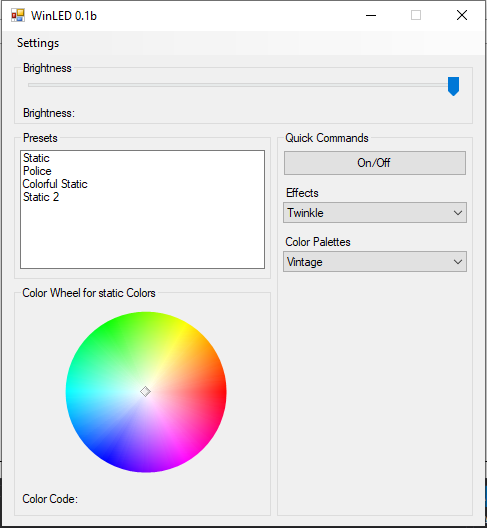 WinLED 0.1b
Settings
Brightness
Brightness:
Presets
Static
Police
Colorful Static
Static 2
Quick Commands
On/Off
Effects
Twinkle
Color Palettes
Vintage
Color Wheel for static Colors
Color Code: